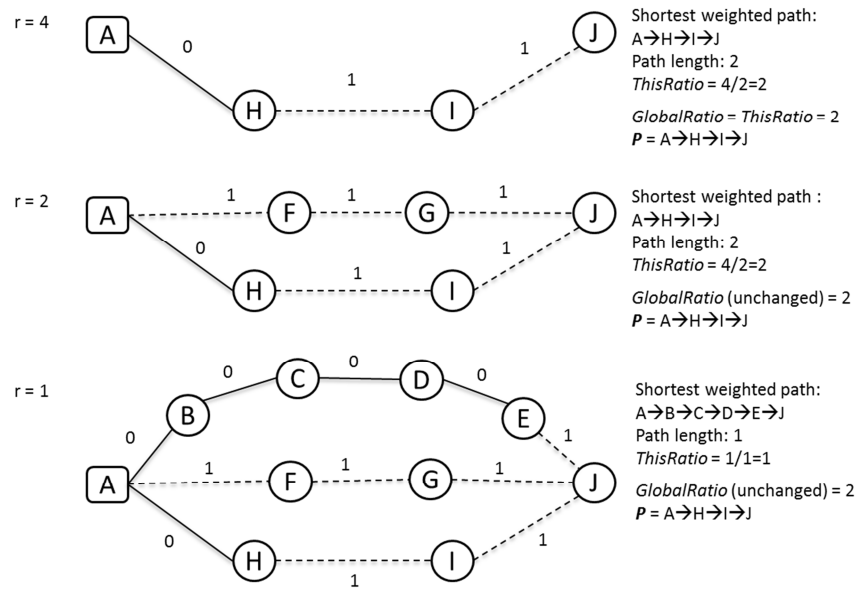 r = 4
A
0
H
1
I
1
J
Shortest weighted path:
A→H→I→J
Path length: 2
ThisRatio = 4/2=2
GlobalRatio = ThisRatio = 2
P = A→H→I→J
r = 2
A
1
F
1
G
1
J
0
H
1
I
1
Shortest weighted path :
A→H→I→J
Path length: 2
ThisRatio = 4/2=2
GlobalRatio (unchanged) = 2
P = A→H→I→J
r = 1
A
0
B
0
C
0
D
0
E
1
J
1
F
1
G
1
0
H
1
I
1
Shortest weighted path:
A→B→C→D→E→J
Path length: 1
ThisRatio = 1/1=1
GlobalRatio (unchanged) = 2
P = A→H→I→J